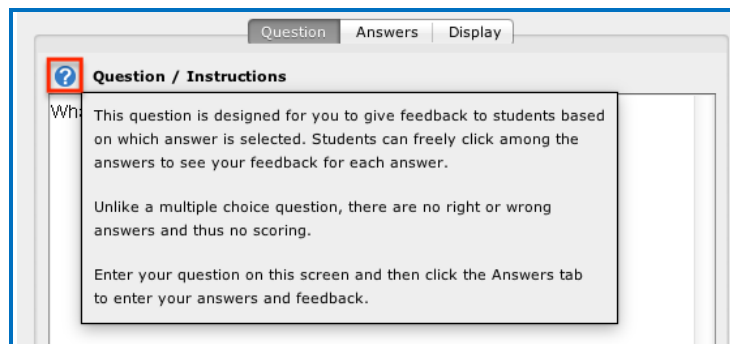 Question Answers Display
Question / Instructions
This question is designed for you to give feedback to students based
on which answer is selected. Students can freely click among the
answers to see your feedback for each answer.
Unlike a multiple choice question, there are no right or wrong
answers and thus no scoring.
Enter your question on this screen and then click the Answers tab
to enter your answers and feedback.